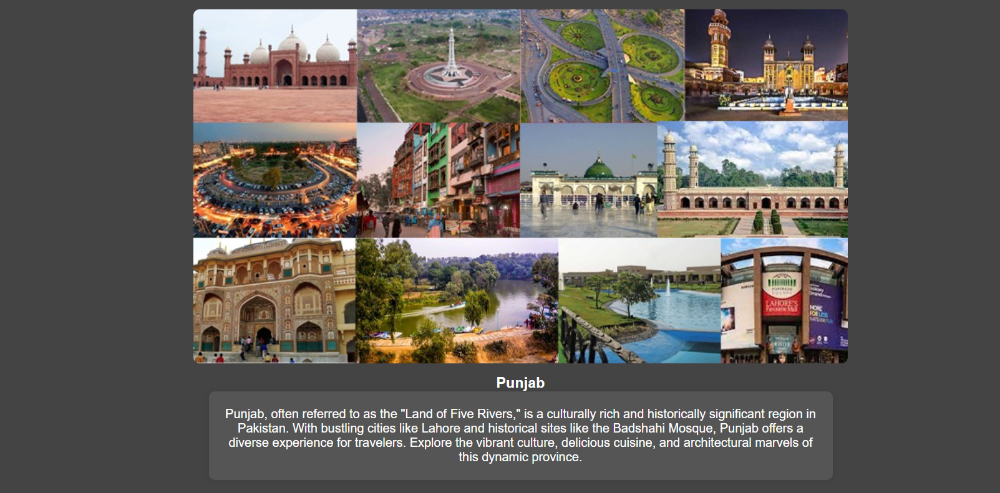 FORTRESS
SQUARE
LAHORE'S
Favourite Mall
MORE
FOR LESS
Punjab
Punjab, often referred to as the "Land of Five Rivers," is a culturally rich and historically significant region in
Pakistan. With bustling cities like Lahore and historical sites like the Badshahi Mosque, Punjab offers a
diverse experience for travelers. Explore the vibrant culture, delicious cuisine, and architectural marvels of
this dynamic province.